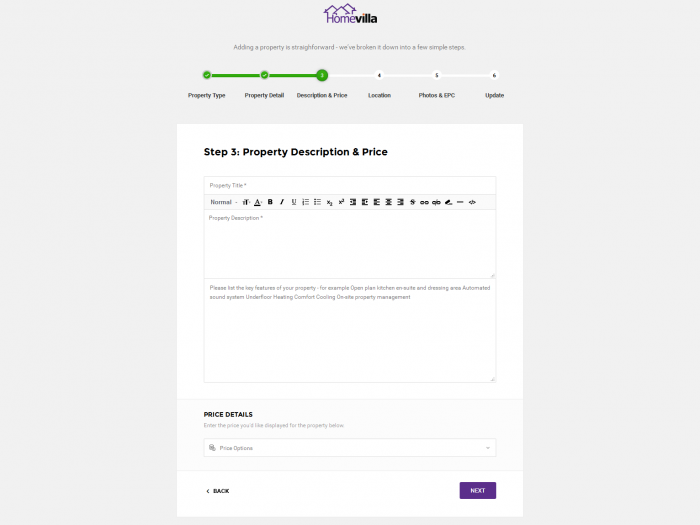 Homevilla
Adding a property is straighforward - we've broken it down into a few simple steps.
3 4 5 6
Property Type Property Detail Description & Price Location Photos & EPC Update
Step 3: Property Description & Price
Property Title *
Normal
Property Description *
Please list the key features of your property - for example Open plan kitchen en-suite and dressing area Automated
sound system Underfloor Heating Comfort Cooling On-site property management
PRICE DETAILS
Enter the price you'd like displayed for the property below.
Price Options
BACK NEXT